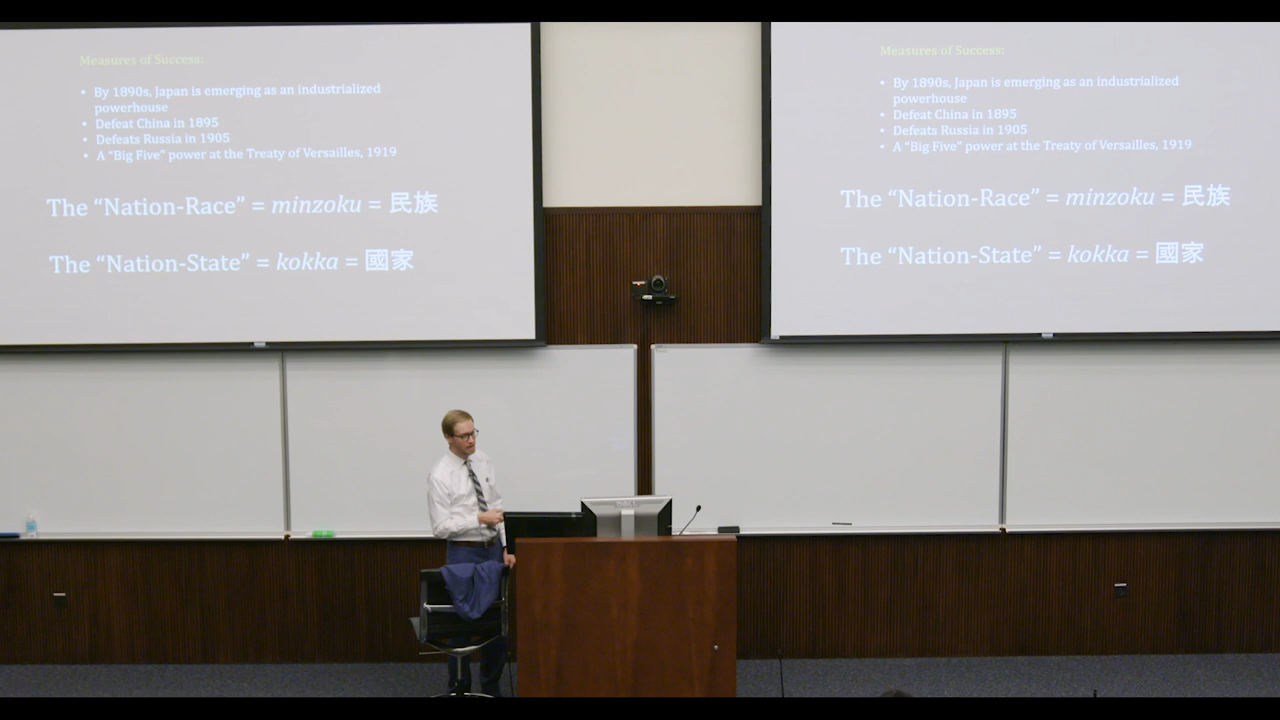 Measures of Success:
• By 1890s, Japan is emerging as an industrialized
powerhouse
• Defeat China in 1895
• Defeats Russia in 1905
• A “Big Five” power at the Treaty of Versailles, 1919
The “Nation-Race” = minzoku = 民族
The “Nation-State” = kokka = 國家
Measures of Success:
• By 1890s, Japan is emerging as an industrialized
powerhouse
• Defeat China in 1895
• Defeats Russia in 1905
• A “Big Five” power at the Treaty of Versailles, 1919
The “Nation-Race” = minzoku = 民族
The “Nation-State” = kokka = 國家